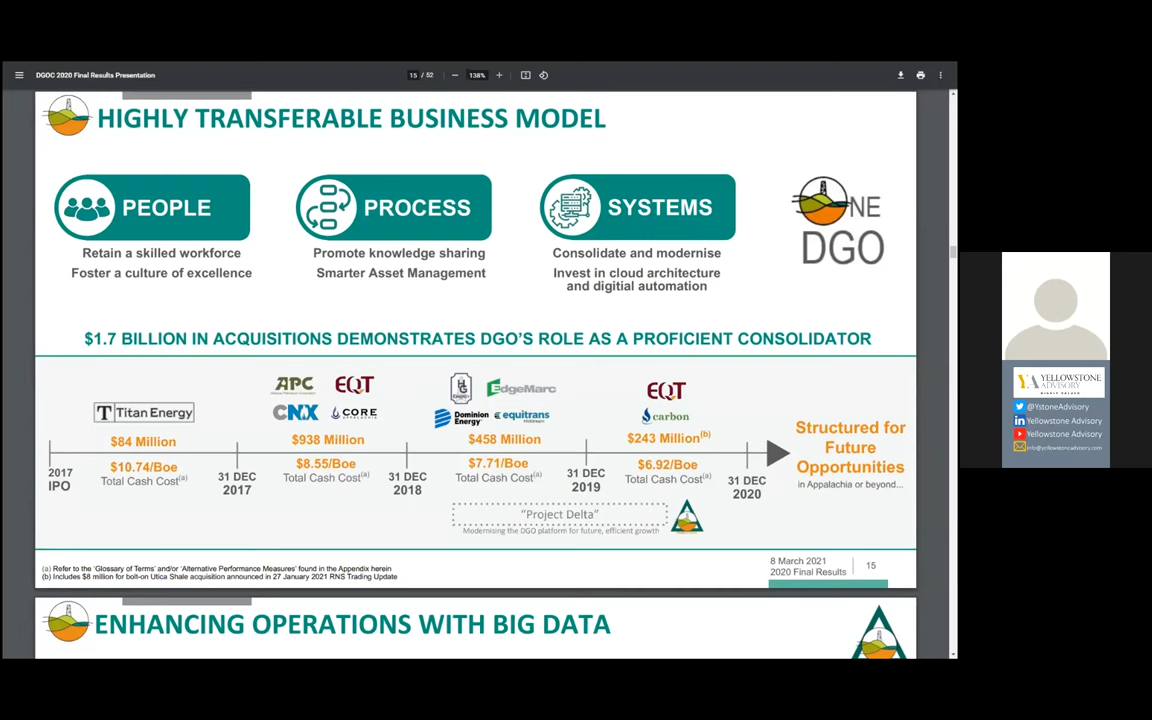 DGOC 2020 Final Results Presentation
15 / 52
138%
HIGHLY TRANSFERABLE BUSINESS MODEL
PEOPLE
Retain a skilled workforce
Foster a culture of excellence
PROCESS
Promote knowledge sharing
Smarter Asset Management
SYSTEMS
Consolidate and modernise
Invest in cloud architecture
and digitial automation
NE
DGO
$1.7 BILLION IN ACQUISITIONS DEMONSTRATES DGO'S ROLE AS A PROFICIENT CONSOLIDATOR
2017
IPO
T Titan Energy
$84 Million
$10.74/Boe
Total Cash Cost(a)
31 DEC
2017
APC
EQT
CNX
CORE
$938 Million
$8.55/Boe
Total Cash Cost(a)
31 DEC
2018
EdgeMarc
Dominion
Energy
equitrans
$458 Million
$7.71/Boe
Total Cash Cost(a)
31 DEC
2019
EQT
carbon
$243 Million(b)
$6.92/Boe
Total Cash Cost(a)
31 DEC
2020
Structured for
Future
Opportunities
in Appalachia or beyond...
"Project Delta"
Modernising the DGO platform for future, efficient growth
(a) Refer to the 'Glossary of Terms' and/or 'Alternative Performance Measures' found in the Appendix herein
(b) Includes $8 million for bolt-on Utica Shale acquisition announced in 27 January 2021 RNS Trading Update
8 March 2021
2020 Final Results
15
ENHANCING OPERATIONS WITH BIG DATA
YA YELLOWSTONE
ADVISORY
@YstoneAdvisory
Yellowstone Advisory
Yellowstone Advisory
info@yellowstoneadvisory.com